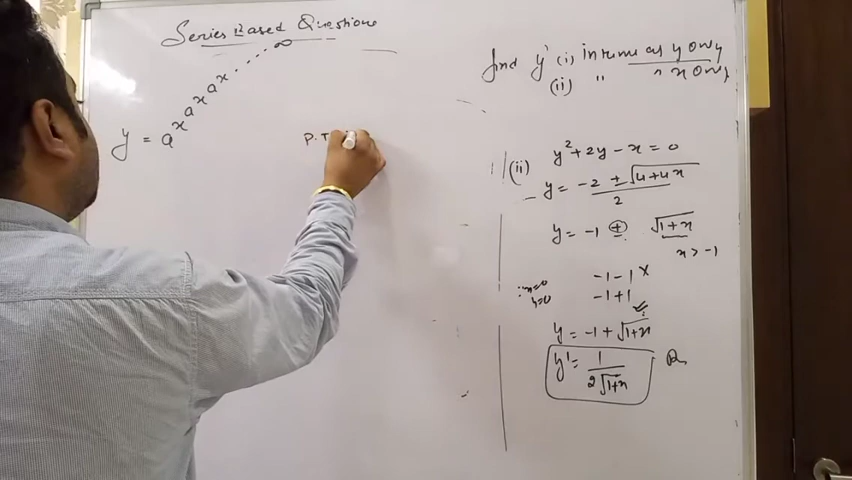 Series Based Questions
y = a^x^a^x^a^x.....∞
P.T
find y' (i) in terms of y only
(ii) " x only
(ii) y² + 2y - x = 0
y = -2 ± √4+4x / 2
y = -1 ± √1+x
x > -1
-1-1 ×
∵ x=0
y=0
-1+1 ✓
y = -1 + √1+x
y' = 1 / 2√1+x